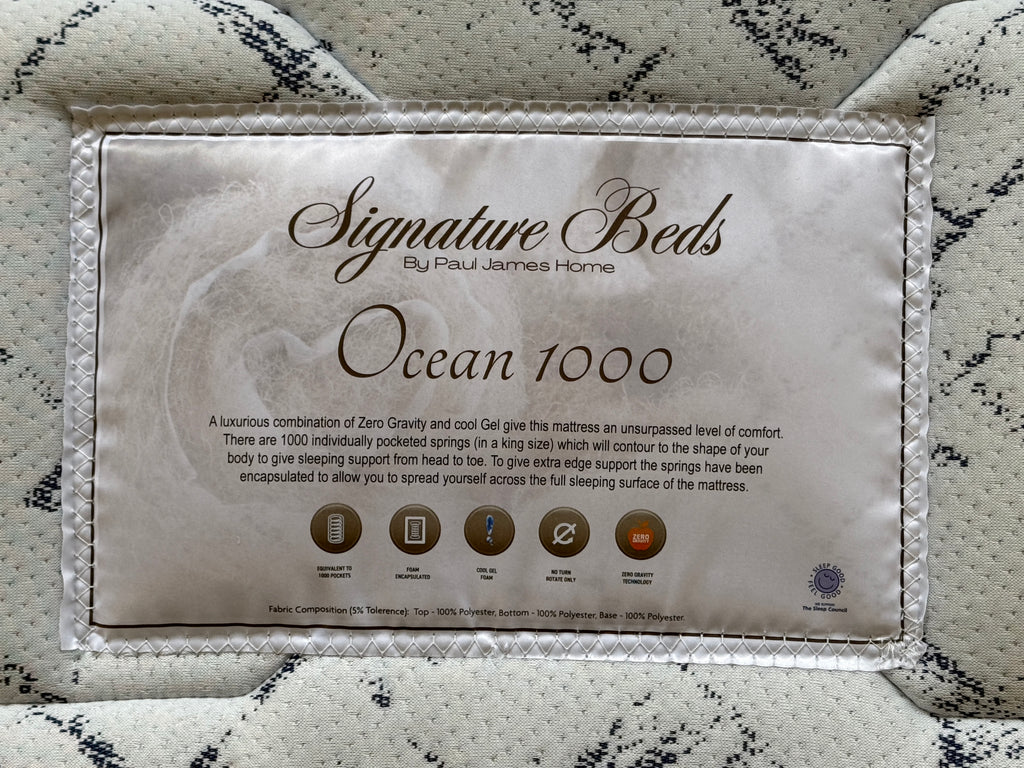 Signature Beds
By Paul James Home
Ocean 1000
A luxurious combination of Zero Gravity and cool Gel give this mattress an unsurpassed level of comfort.
There are 1000 individually pocketed springs (in a king size) which will contour to the shape of your
body to give sleeping support from head to toe. To give extra edge support the springs have been
encapsulated to allow you to spread yourself across the full sleeping surface of the mattress.
ZERO
GRAVITY
EQUIVALENT TO
1000 POCKETS
FOAM
ENCAPSULATED
COOL GEL
FOAM
NO TURN
ROTATE ONLY
ZERO GRAVITY
TECHNOLOGY
SLEEP GOOD
FEEL GOOD
WE SUPPORT
The Sleep Council
Fabric Composition (5% Tolerence): Top - 100% Polyester, Bottom - 100% Polyester, Base - 100% Polyester.